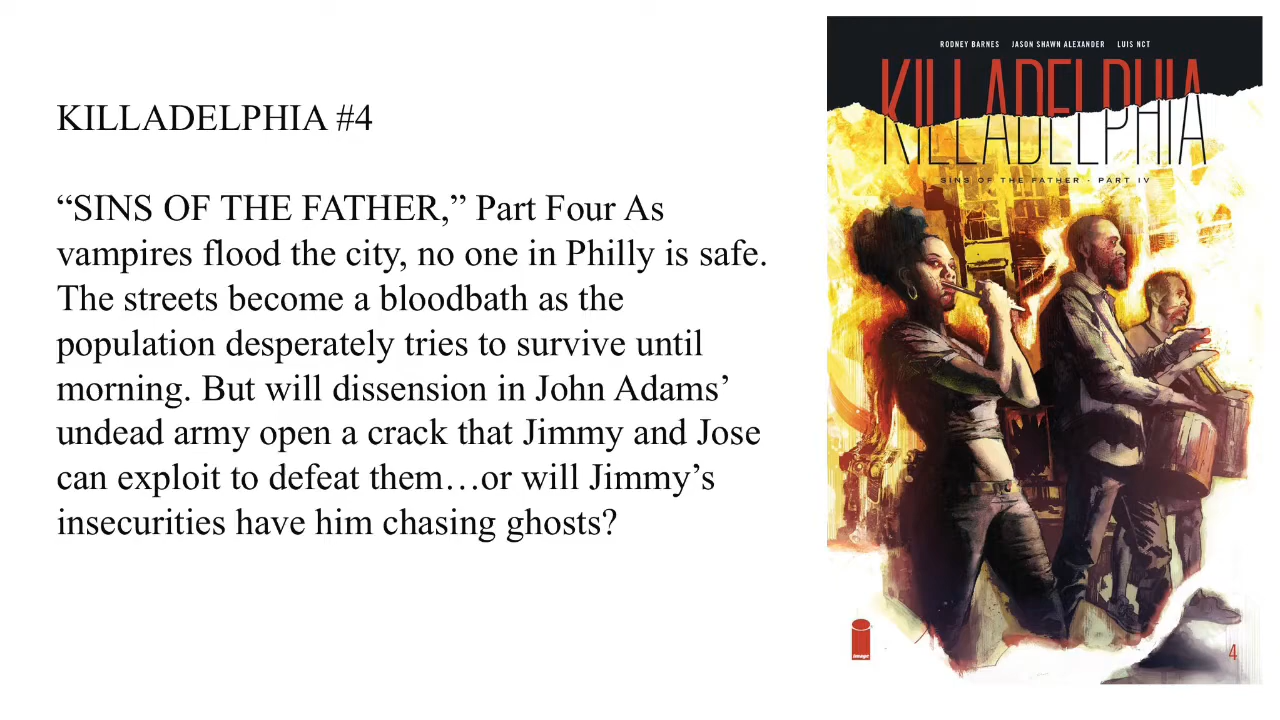 KILLADELPHIA #4
“SINS OF THE FATHER,” Part Four As
vampires flood the city, no one in Philly is safe.
The streets become a bloodbath as the
population desperately tries to survive until
morning. But will dissension in John Adams’
undead army open a crack that Jimmy and Jose
can exploit to defeat them…or will Jimmy’s
insecurities have him chasing ghosts?
RODNEY BARNES JASON SHAWN ALEXANDER LUIS NCT
KILLADELPHIA
SINS OF THE FATHER · PART IV
image
4